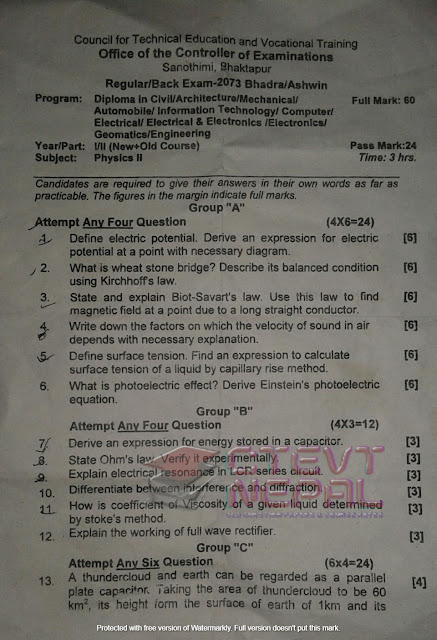 Council for Technical Education and Vocational Training
Office of the Controller of Examinations
Sanothimi, Bhaktapur
Regular/Back Exam-2073 Bhadra/Ashwin
Program: Diploma in Civil/Architecture/Mechanical/ Full Mark: 60
Automobile/ Information Technology/ Computer/
Electrical/ Electrical & Electronics /Electronics/
Geomatics/Engineering
Year/Part: I/II (New+Old Course) Pass Mark:24
Subject: Physics II Time: 3 hrs.
Candidates are required to give their answers in their own words as far as
practicable. The figures in the margin indicate full marks.
Group "A"
Attempt Any Four Question (4X6=24)
1. Define electric potential. Derive an expression for electric [6]
potential at a point with necessary diagram.
2. What is wheat stone bridge? Describe its balanced condition [6]
using Kirchhoff's law.
3. State and explain Biot-Savart's law. Use this law to find [6]
magnetic field at a point due to a long straight conductor.
4. Write down the factors on which the velocity of sound in air [6]
depends with necessary explanation.
5. Define surface tension. Find an expression to calculate [6]
surface tension of a liquid by capillary rise method.
6. What is photoelectric effect? Derive Einstein's photoelectric [6]
equation.
Group "B"
Attempt Any Four Question (4X3=12)
7. Derive an expression for energy stored in a capacitor. [3]
8. State Ohm's law. Verify it experimentally. [3]
9. Explain electrical resonance in LCR series circuit. [3]
10. Differentiate between interference and diffraction. [3]
11. How is coefficient of Viscosity of a given liquid determined [3]
by stoke's method.
12. Explain the working of full wave rectifier. [3]
CTEVT
NEPAL
Group "C"
Attempt Any Six Question (6x4=24)
13. A thundercloud and earth can be regarded as a parallel [4]
plate capacitor. Taking the area of thundercloud to be 60
km², its height form the surface of earth of 1km and its
Protected with free version of Watermarkly. Full version doesn't put this mark.